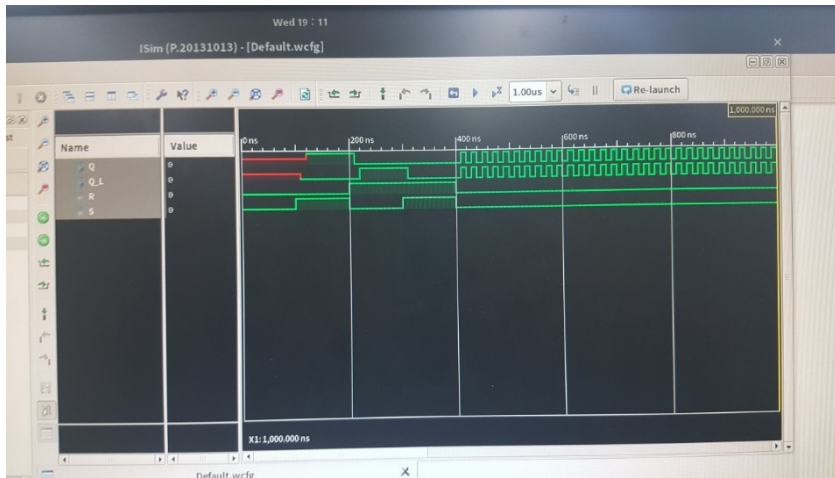 Wed 19 : 11
ISim (P.20131013) - [Default.wcfg]
1.00us
Re-launch
1,000.000 ns
Name
Value
0 ns
200 ns
400 ns
600 ns
800 ns
Q
0
Q_L
0
R
0
S
0
X1: 1,000.000 ns
Default.wcfg